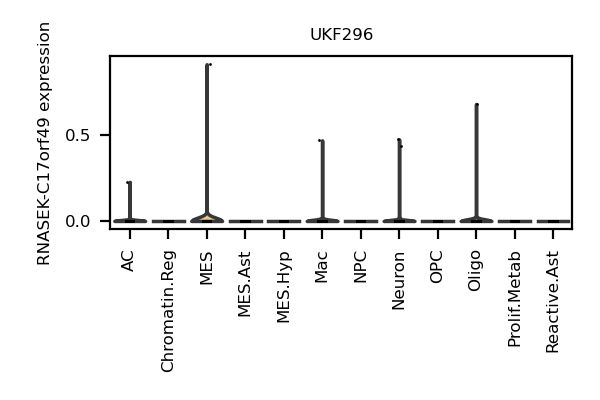 UKF296
RNASEK-C17orf49 expression
0.5
0.0
AC
Chromatin.Reg
MES
MES.Ast
MES.Hyp
Mac
NPC
Neuron
OPC
Oligo
Prolif.Metab
Reactive.Ast